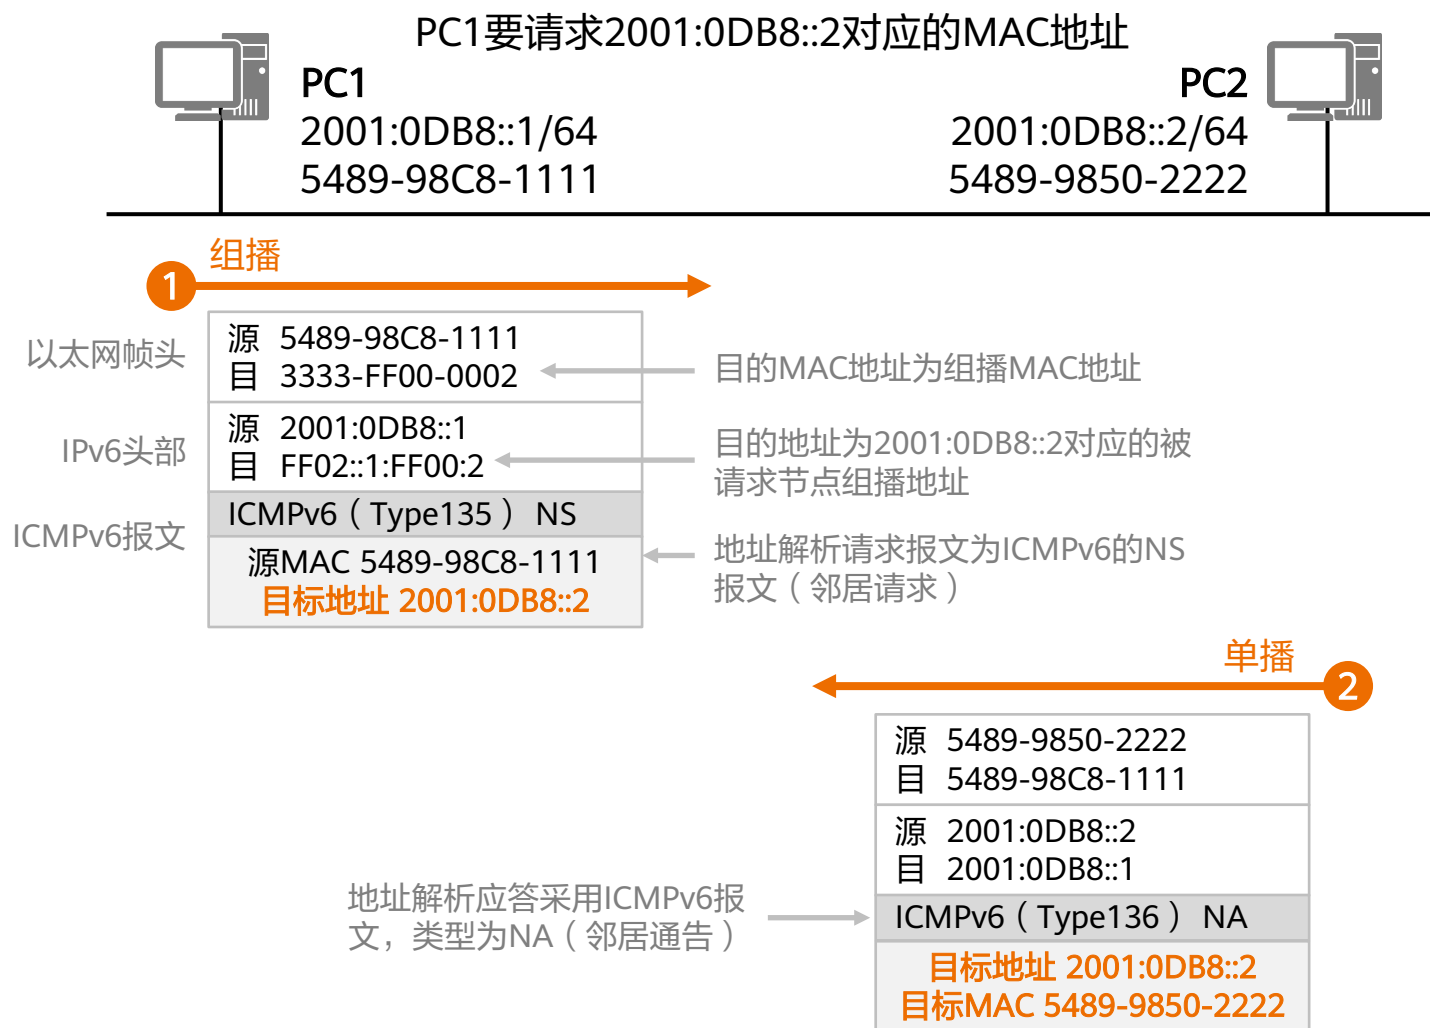 PC1要请求2001:0DB8::2对应的MAC地址
PC1
2001:0DB8::1/64
5489-98C8-1111
PC2
2001:0DB8::2/64
5489-9850-2222
组播
1
以太网帧头
源 5489-98C8-1111
目 3333-FF00-0002
目的MAC地址为组播MAC地址
IPv6头部
源 2001:0DB8::1
目 FF02::1:FF00:2
目的地址为2001:0DB8::2对应的被
请求节点组播地址
ICMPv6报文
ICMPv6（Type135） NS
源MAC 5489-98C8-1111
目标地址 2001:0DB8::2
地址解析请求报文为ICMPv6的NS
报文（邻居请求）
单播
2
源 5489-9850-2222
目 5489-98C8-1111
源 2001:0DB8::2
目 2001:0DB8::1
地址解析应答采用ICMPv6报
文，类型为NA（邻居通告）
ICMPv6（Type136） NA
目标地址 2001:0DB8::2
目标MAC 5489-9850-2222